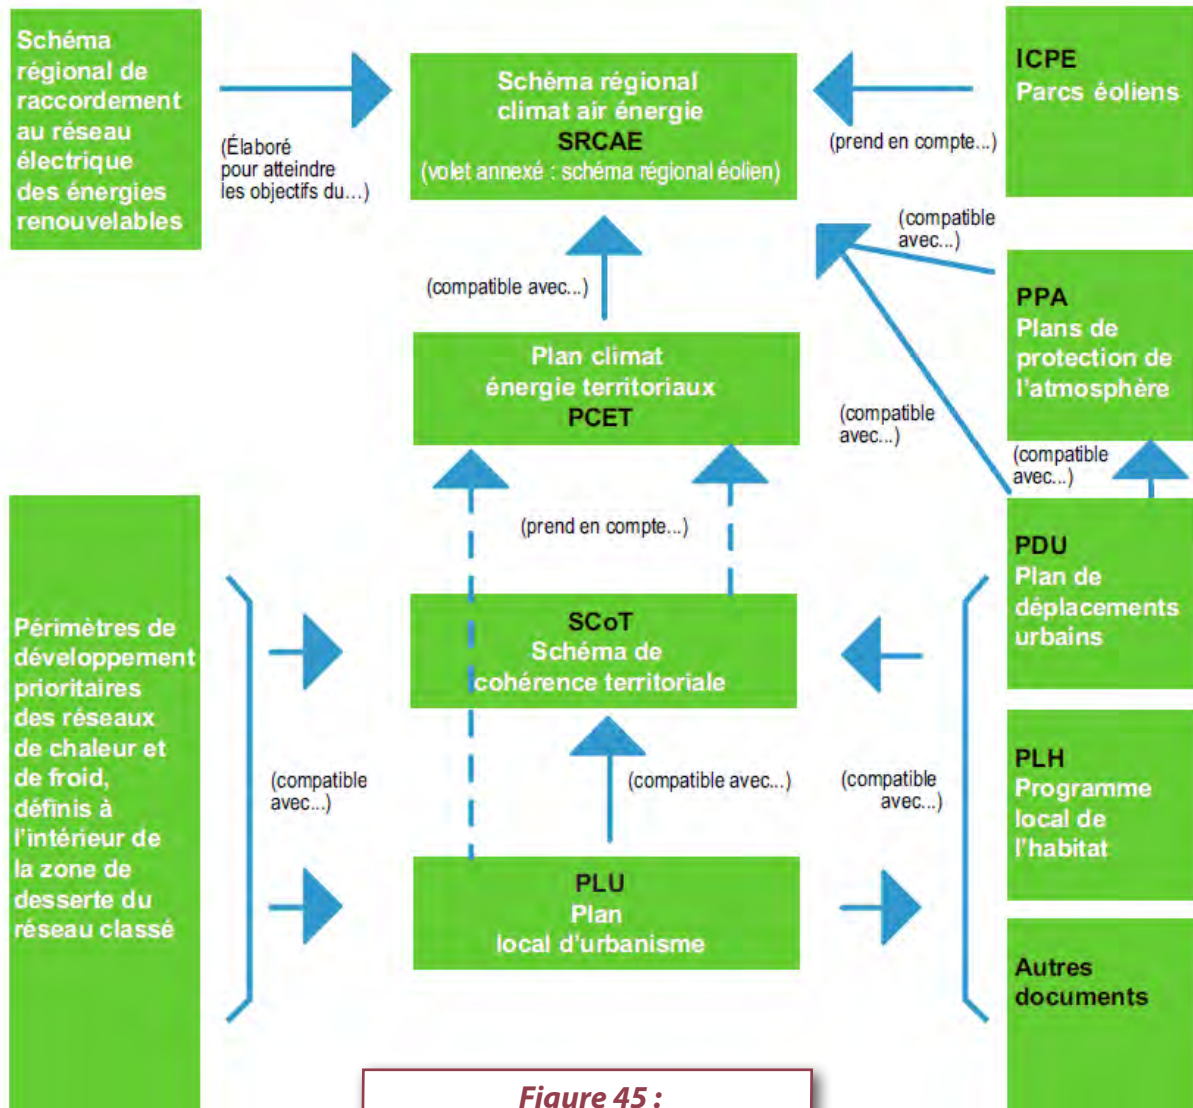 Schéma
régional de
raccordement
au réseau
électrique
des énergies
renouvelables
(Élaboré
pour atteindre
les objectifs du...)
Schéma régional
climat air énergie
SRCAE
(volet annexé : schéma régional éolien)
(prend en compte...)
ICPE
Parcs éoliens
(compatible
avec...)
(compatible avec...)
PPA
Plans de
protection de
l'atmosphère
Plan climat
énergie territoriaux
PCET
(compatible
avec...)
(compatible
avec...)
(prend en compte...)
PDU
Plan de
déplacements
urbains
Périmètres de
développement
prioritaires
des réseaux
de chaleur et
de froid,
définis à
l'intérieur de
la zone de
desserte du
réseau classé
SCoT
Schéma de
cohérence territoriale
(compatible
avec...)
(compatible avec...)
(compatible
avec...)
PLH
Programme
local de
l'habitat
PLU
Plan
local d'urbanisme
Autres
documents
Figure 45 :